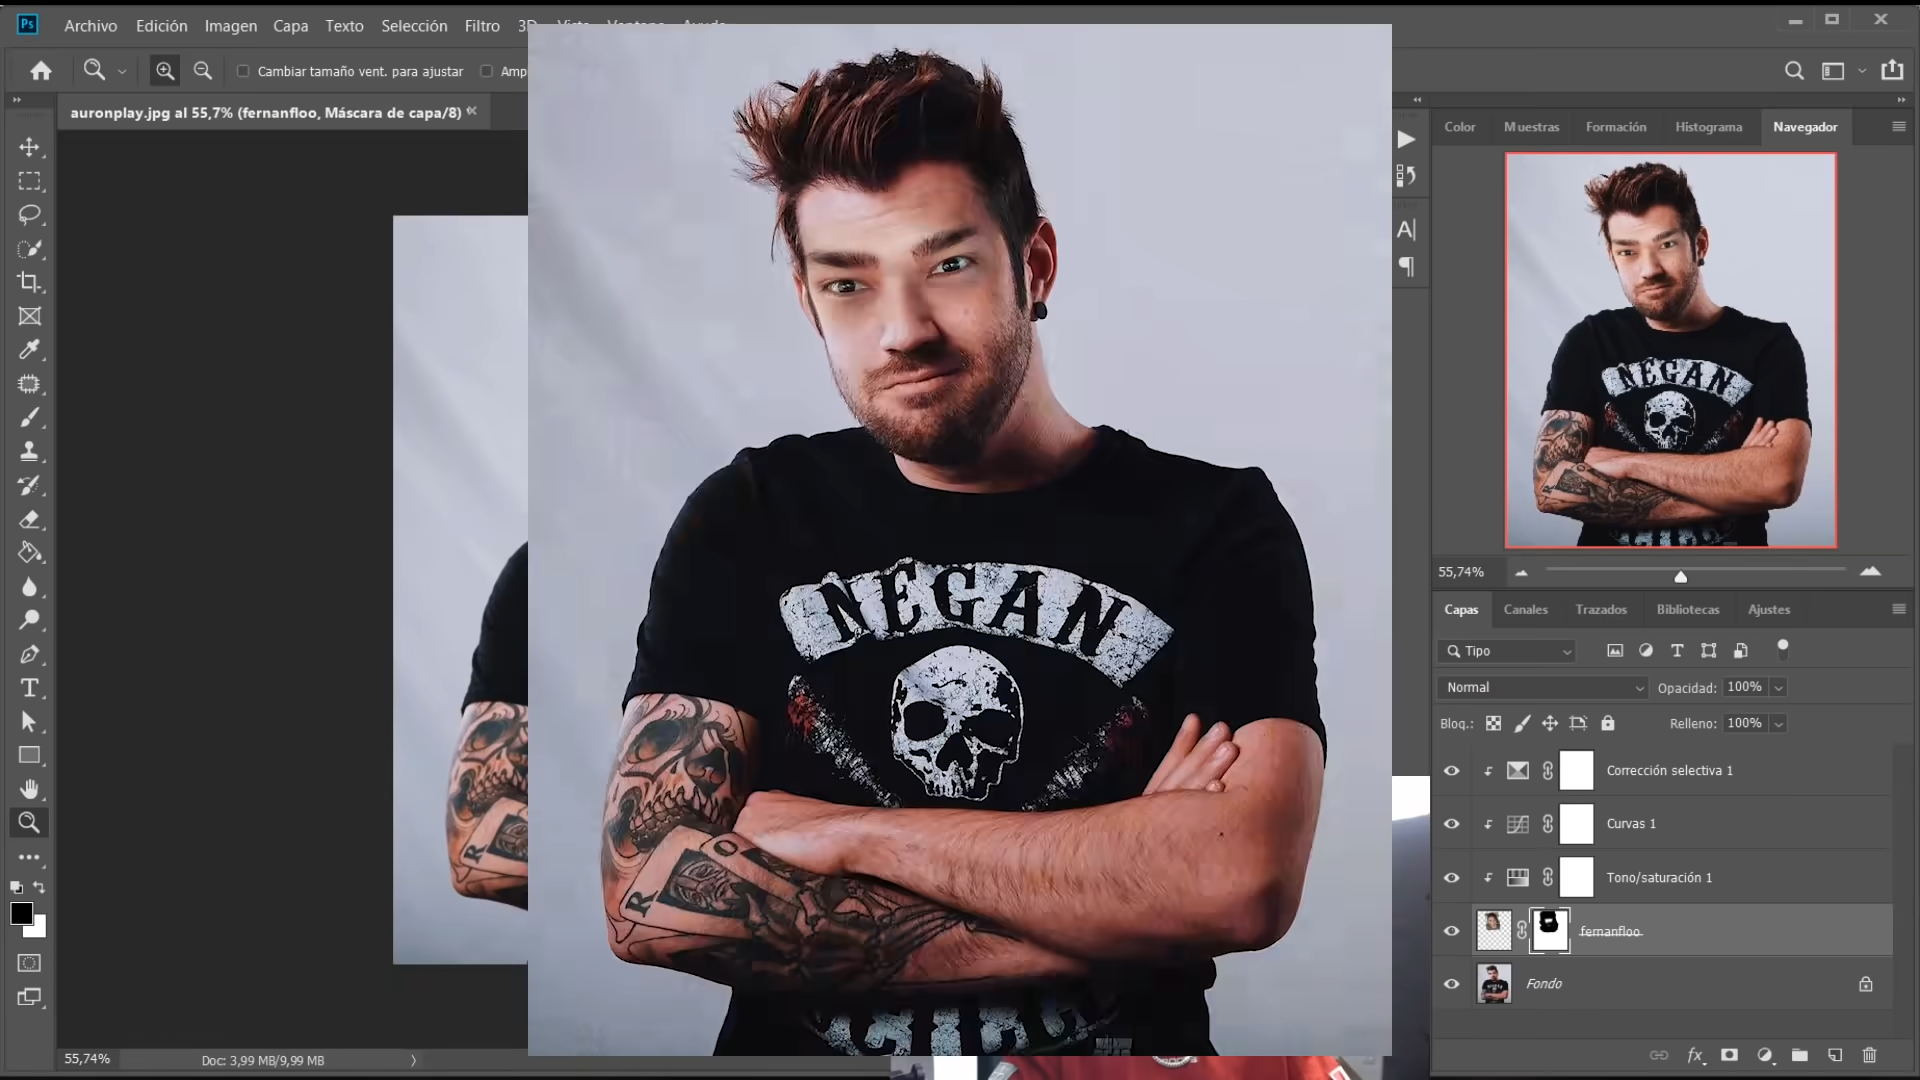 Ps
Archivo Edición Imagen Capa Texto Selección Filtro 3D
Cambiar tamaño vent. para ajustar
auronplay.jpg al 55,7% (fernanfloo, Máscara de capa/8)
Color Muestras Formación Histograma Navegador
NEGAN
NEGAN
55,74%
Capas Canales Trazados Bibliotecas Ajustes
Tipo
Normal Opacidad: 100%
Bloq.: Relleno: 100%
Corrección selectiva 1
Curvas 1
Tono/saturación 1
fernanfloo
Fondo
55,74% Doc: 3,99 MB/9,99 MB
fx